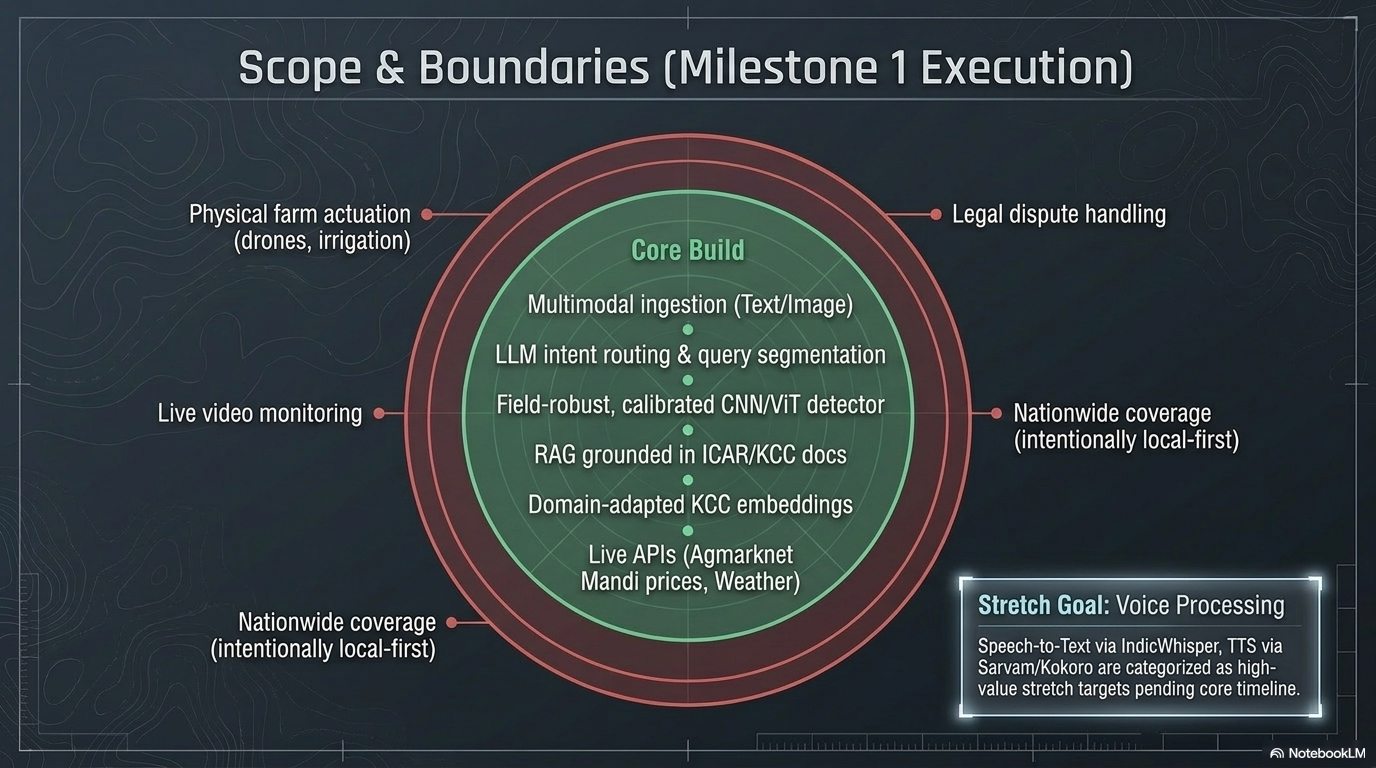 Scope & Boundaries (Milestone 1 Execution)
Physical farm actuation
(drones, irrigation)
Live video monitoring
Nationwide coverage
(intentionally local-first)
Core Build
Multimodal ingestion (Text/Image)
LLM intent routing & query segmentation
Field-robust, calibrated CNN/ViT detector
RAG grounded in ICAR/KCC docs
Domain-adapted KCC embeddings
Live APIs (Agmarknet
Mandi prices, Weather)
Legal dispute handling
Nationwide coverage
(intentionally local-first)
Stretch Goal: Voice Processing
Speech-to-Text via IndicWhisper, TTS via
Sarvam/Kokoro are categorized as high-
value stretch targets pending core timeline.
NotebookLM